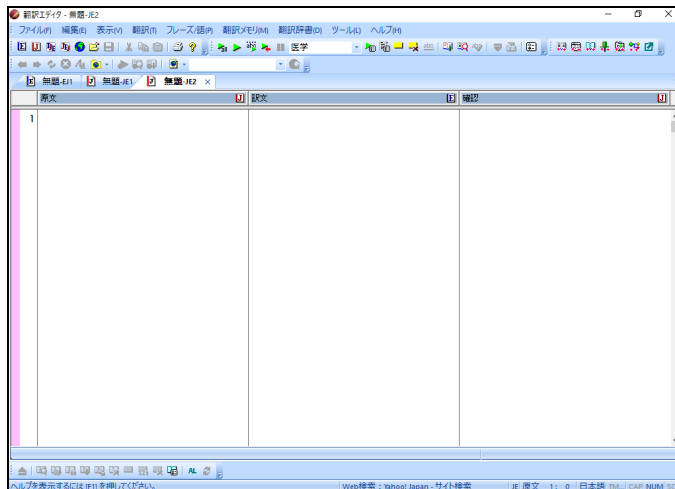 翻訳エディタ - 無題-JE2
ファイル(F) 編集(E) 表示(V) 翻訳(T) フレーズ/語(P) 翻訳メモリ(M) 翻訳辞書(D) ツール(L) ヘルプ(H)
医学
無題-EJ1 無題-JE1 無題-JE2 ×
原文 J 訳文 E 確認 J
1
AL
ヘルプを表示するには [F1] を押してください。 Web検索 : Yahoo! Japan - サイト検索 JE 原文 1: 0 日本語 TM.. CAP NUM